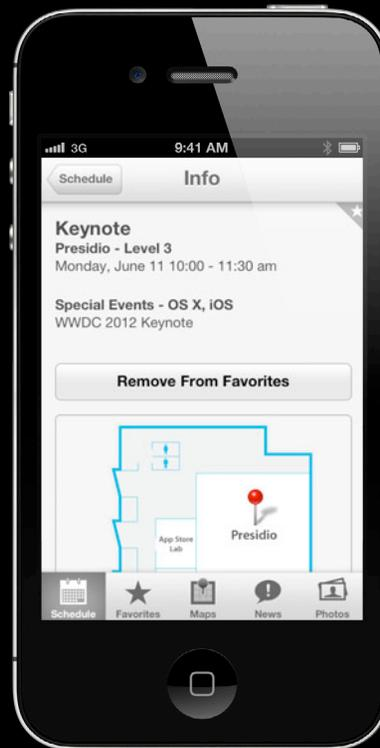 3G 9:41 AM
Schedule Info
Keynote
Presidio - Level 3
Monday, June 11 10:00 - 11:30 am
Special Events - OS X, iOS
WWDC 2012 Keynote
Remove From Favorites
App Store
Lab
Presidio
Schedule Favorites Maps News Photos